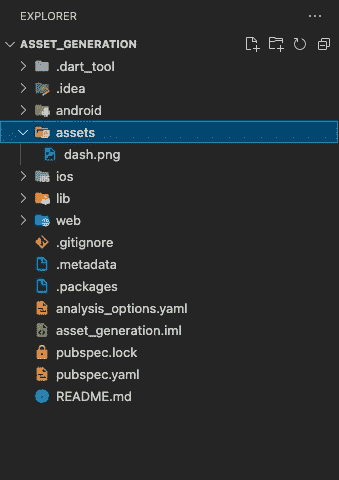 EXPLORER
ASSET_GENERATION
.dart_tool
.idea
android
assets
dash.png
ios
lib
web
.gitignore
.metadata
.packages
analysis_options.yaml
asset_generation.iml
pubspec.lock
pubspec.yaml
README.md